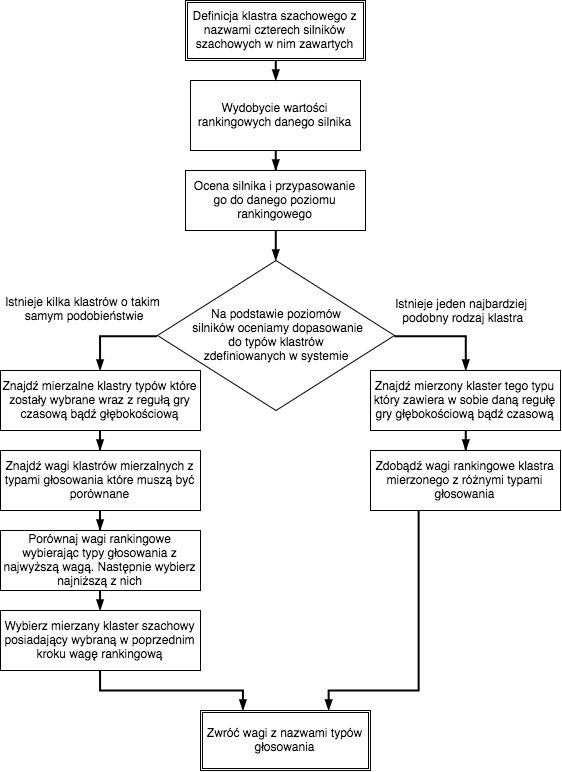 Definicja klastra szachowego z
nazwami czterech silników
szachowych w nim zawartych
Wydobycie wartości
rankingowych danego silnika
Ocena silnika i przypasowanie
go do danego poziomu
rankingowego
Na podstawie poziomów
silników oceniamy dopasowanie
do typów klastrów
zdefiniowanych w systemie
Istnieje kilka klastrów o takim
samym podobieństwie
Istnieje jeden najbardziej
podobny rodzaj klastra
Znajdź mierzalne klastry typów które
zostały wybrane wraz z regułą gry
czasową bądź głębokościową
Znajdź wagi klastrów mierzalnych z
typami głosowania które muszą być
porównane
Porównaj wagi rankingowe
wybierając typy głosowania z
najwyższą wagą. Następnie wybierz
najniższą z nich
Wybierz mierzany klaster szachowy
posiadający wybraną w poprzednim
kroku wagę rankingową
Znajdź mierzony klaster tego typu
który zawiera w sobie daną regułę
gry głębokościową bądź czasową
Zdobądź wagi rankingowe klastra
mierzonego z różnymi typami
głosowania
Zwróć wagi z nazwami typów
głosowania